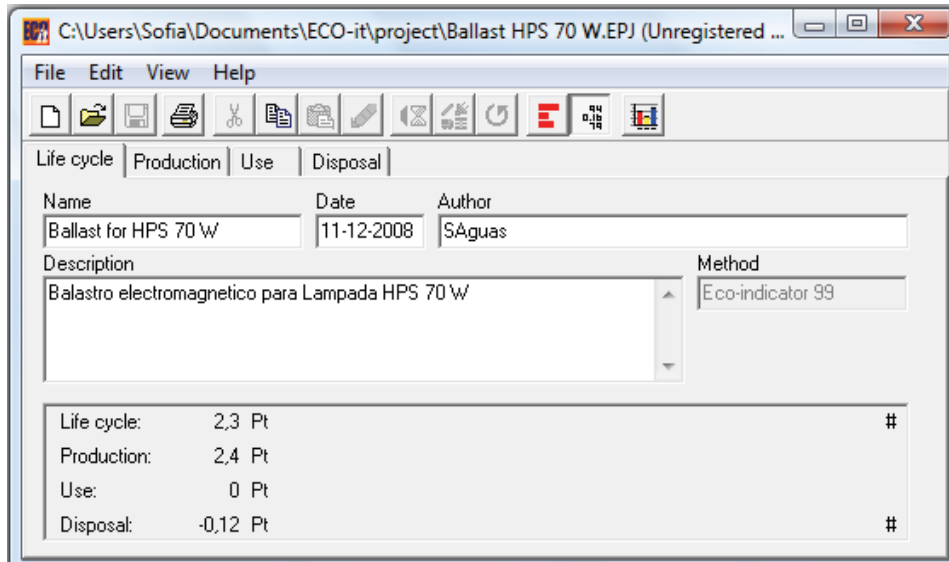 C:\Users\Sofia\Documents\ECO-it\project\Ballast HPS 70 W.EPJ (Unregistered ...
File Edit View Help
Life cycle Production Use Disposal
Name Date Author
Ballast for HPS 70 W 11-12-2008 SAguas
Description Method
Balastro electromagnetico para Lampada HPS 70 W Eco-indicator 99
Life cycle: 2,3 Pt #
Production: 2,4 Pt
Use: 0 Pt
Disposal: -0,12 Pt #